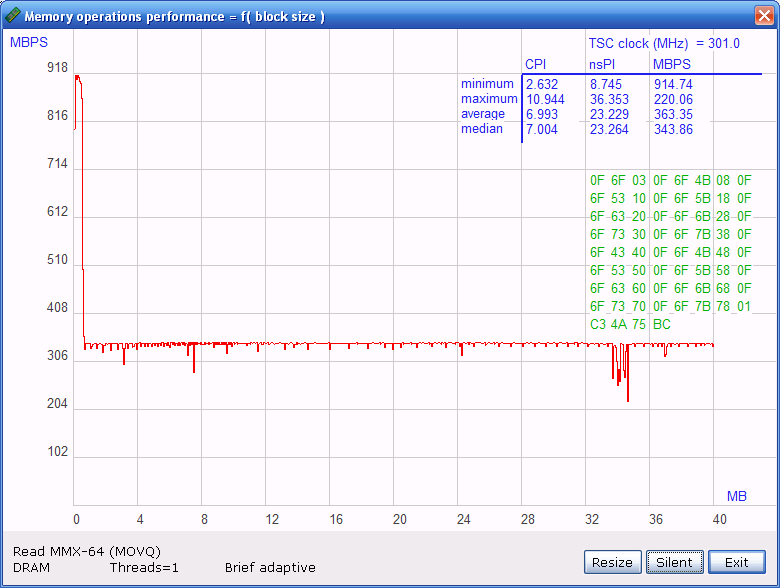 Memory operations performance = f( block size )
MBPS
TSC clock (MHz) = 301.0
CPI nsPI MBPS
minimum 2.632 8.745 914.74
maximum 10.944 36.353 220.06
average 6.993 23.229 363.35
median 7.004 23.264 343.86
918
816
714
612
510
408
306
204
102
0F 6F 03 0F 6F 4B 08 0F
6F 53 10 0F 6F 5B 18 0F
6F 63 20 0F 6F 6B 28 0F
6F 73 30 0F 6F 7B 38 0F
6F 43 40 0F 6F 4B 48 0F
6F 53 50 0F 6F 5B 58 0F
6F 63 60 0F 6F 6B 68 0F
6F 73 70 0F 6F 7B 78 01
C3 4A 75 BC
MB
0 4 8 12 16 20 24 28 32 36 40
Read MMX-64 (MOVQ)
DRAM Threads=1 Brief adaptive
Resize Silent Exit